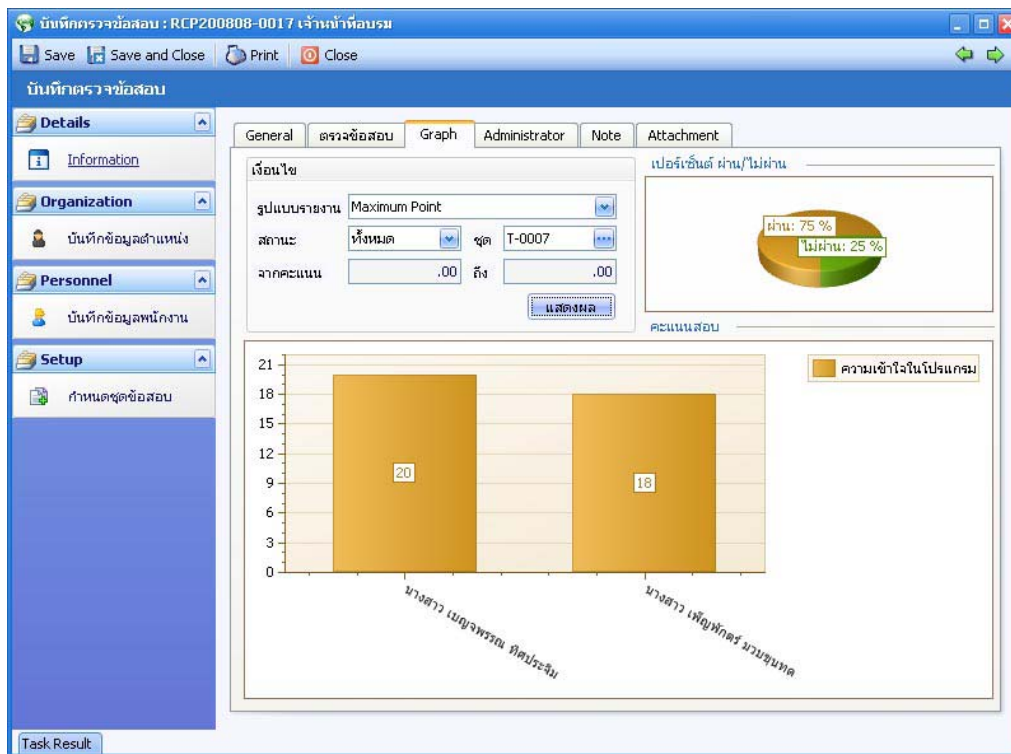 บันทึกตรวจข้อสอบ : RCP200808-0017 เจ้าหน้าที่อบรม
Save Save and Close Print Close
บันทึกตรวจข้อสอบ
Details
Information
Organization
บันทึกข้อมูลตำแหน่ง
Personnel
บันทึกข้อมูลพนักงาน
Setup
กำหนดชุดข้อสอบ
General ตรวจข้อสอบ Graph Administrator Note Attachment
เงื่อนไข
รูปแบบรายงาน Maximum Point
สถานะ ทั้งหมด ชุด T-0007
จากคะแนน .00 ถึง .00
แสดงผล
เปอร์เซ็นต์ ผ่าน/ไม่ผ่าน
ผ่าน: 75 %
ไม่ผ่าน: 25 %
คะแนนสอบ
21
18
15
12
9
6
3
0
20
18
นางสาว เบญจพรรณ ทิศประจิม
นางสาว เพ็ญพักตร์ มวบขุนทด
ความเข้าใจในโปรแกรม
Task Result